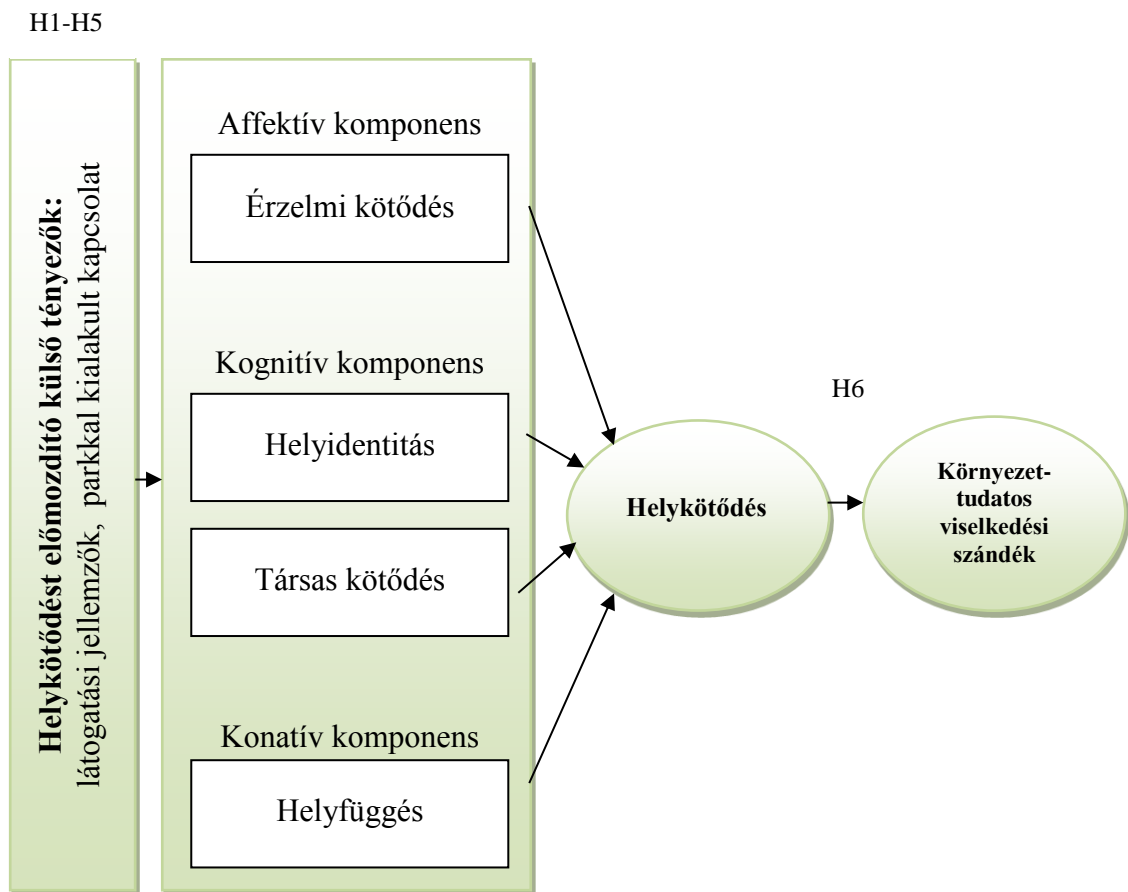 H1-H5
Helykötődést előmozdító külső tényezők:
látogatási jellemzők, parkkal kialakult kapcsolat
Affektív komponens
Érzelmi kötődés
Kognitív komponens
Helyidentitás
Társas kötődés
Konatív komponens
Helyfüggés
Helykötődés
H6
Környezet-
tudatos
viselkedési
szándék